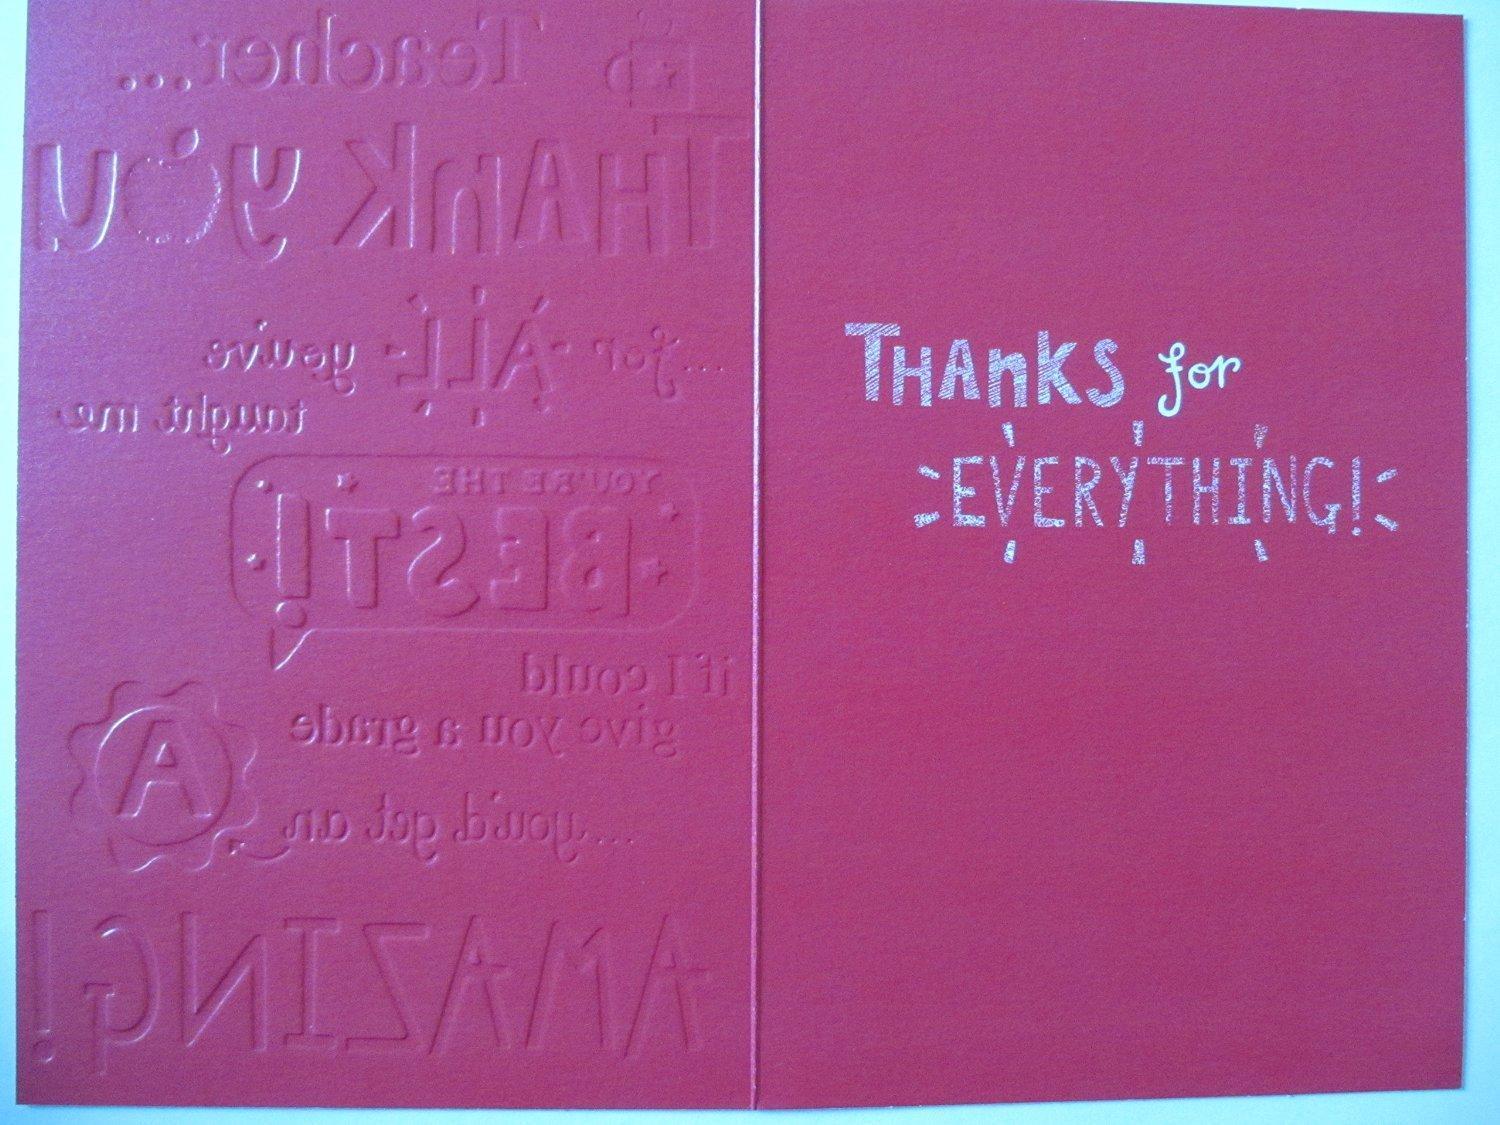 Teacher...
THANK YOU
...for ALL you've
taught me
YOU'RE THE
BEST!
if I could
give you a grade
...you'd get an
A
AMAZING!
THANKS for
EVERYTHING!